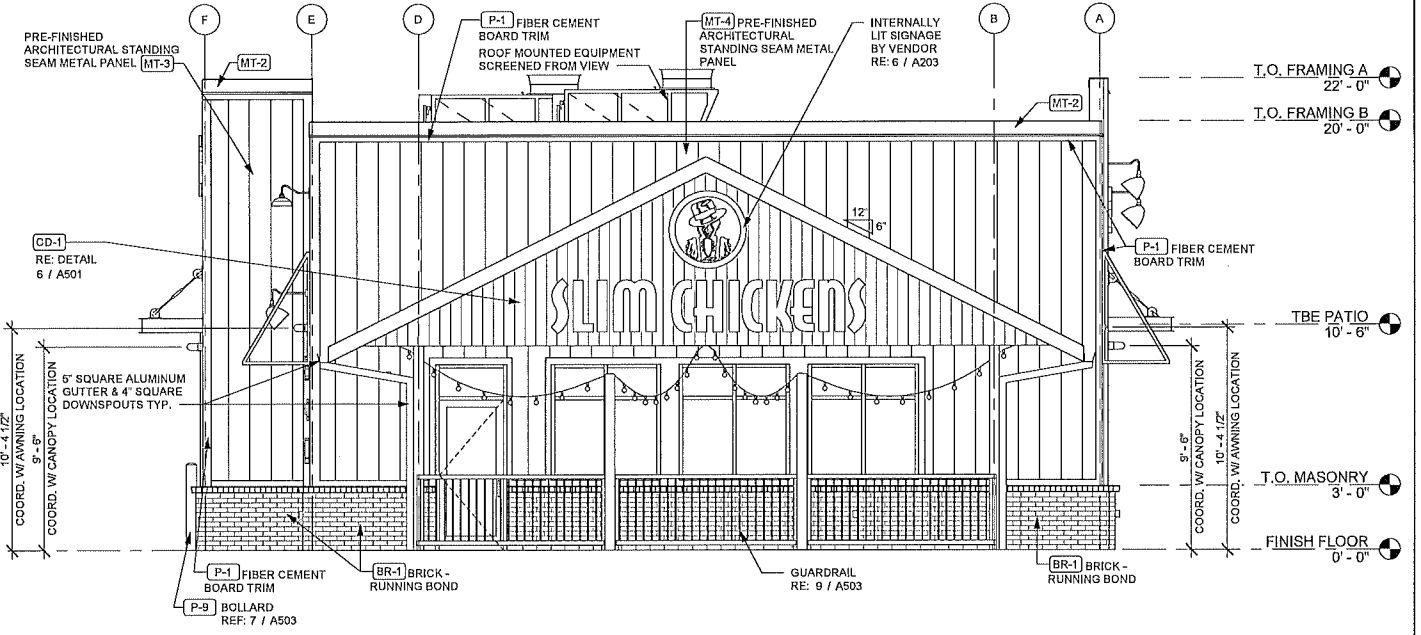 F
E
D
B
A
PRE-FINISHED
ARCHITECTURAL STANDING
SEAM METAL PANEL MT-3
MT-2
P-1 FIBER CEMENT
BOARD TRIM
ROOF MOUNTED EQUIPMENT
SCREENED FROM VIEW
MT-4 PRE-FINISHED
ARCHITECTURAL
STANDING SEAM METAL
PANEL
INTERNALLY
LIT SIGNAGE
BY VENDOR
RE: 6 / A203
MT-2
T.O. FRAMING A
22' - 0"
T.O. FRAMING B
20' - 0"
12"
6"
CD-1
RE: DETAIL
6 / A501
P-1 FIBER CEMENT
BOARD TRIM
SLIM CHICKENS
TBE PATIO
10' - 6"
5" SQUARE ALUMINUM
GUTTER & 4" SQUARE
DOWNSPOUTS TYP.
10' - 4 1/2"
COORD. W/ AWNING LOCATION
9' - 6"
COORD. W/ CANOPY LOCATION
9' - 6"
COORD. W/ CANOPY LOCATION
10' - 4 1/2"
COORD. W/ AWNING LOCATION
T.O. MASONRY
3' - 0"
FINISH FLOOR
0' - 0"
P-1 FIBER CEMENT
BOARD TRIM
BR-1 BRICK -
RUNNING BOND
GUARDRAIL
RE: 9 / A503
BR-1 BRICK -
RUNNING BOND
P-9 BOLLARD
REF: 7 / A503